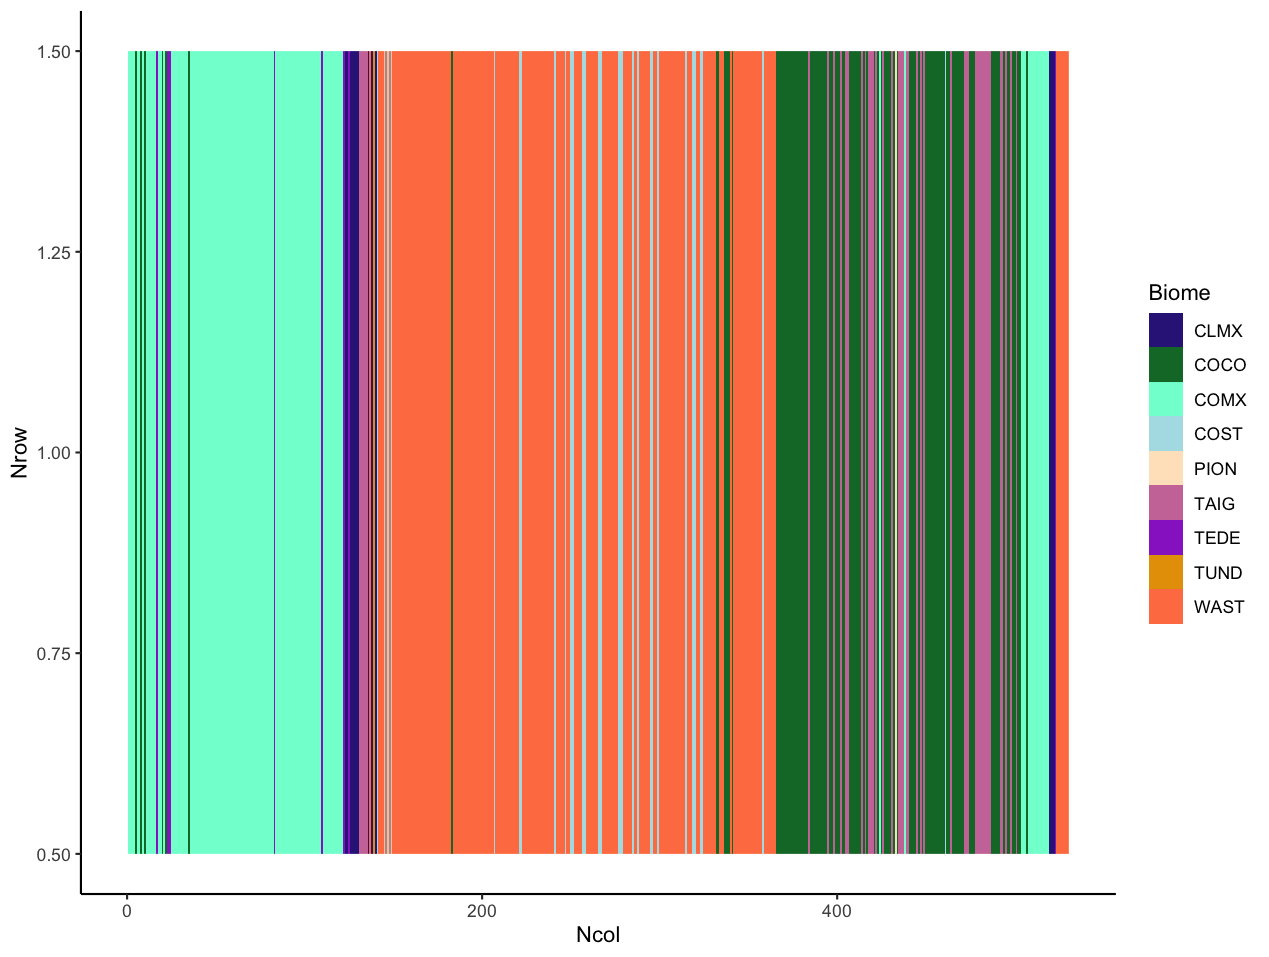 1.50
1.25
1.00
0.75
0.50
Nrow
0
200
400
Ncol
Biome
CLMX
COCO
COMX
COST
PION
TAIG
TEDE
TUND
WAST